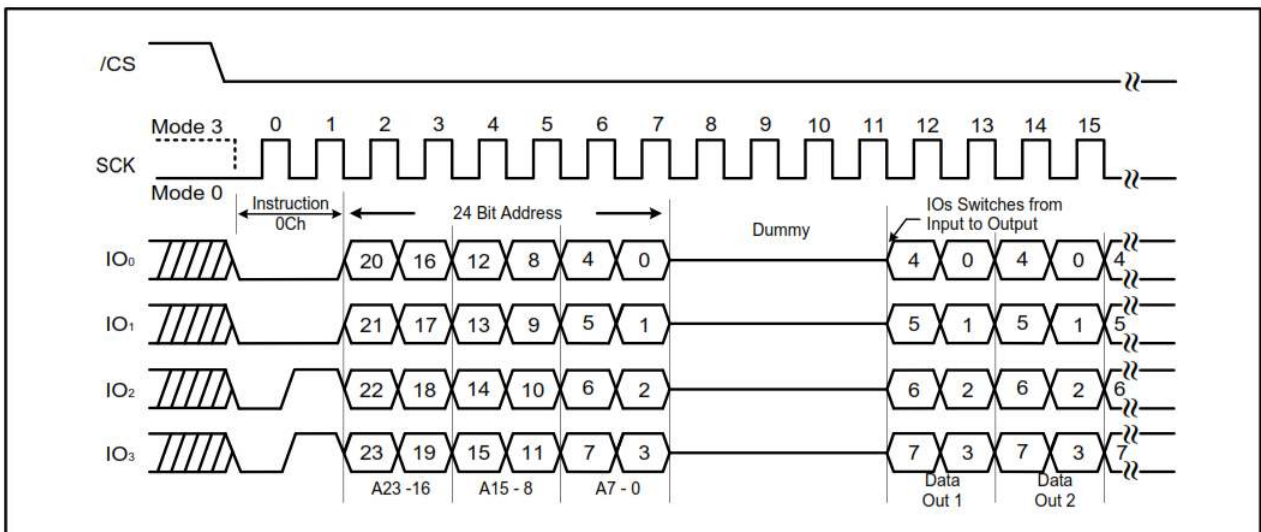 /CS
Mode 3 0 1 2 3 4 5 6 7 8 9 10 11 12 13 14 15
SCK
Mode 0
Instruction
0Ch
24 Bit Address
Dummy
IOs Switches from
Input to Output
IO₀ 20 16 12 8 4 0 4 0 4 0 4
IO₁ 21 17 13 9 5 1 5 1 5 1 5
IO₂ 22 18 14 10 6 2 6 2 6 2 6
IO₃ 23 19 15 11 7 3 7 3 7 3 7
A23 -16 A15 - 8 A7 - 0
Data
Out 1
Data
Out 2